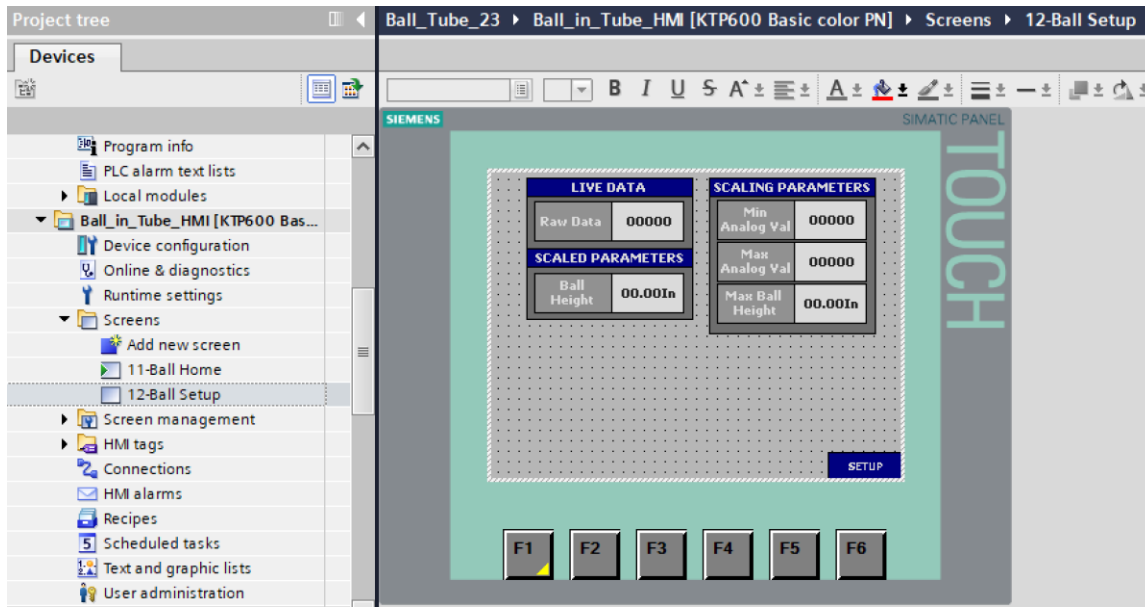 Project tree
Devices
Program info
PLC alarm text lists
Local modules
Ball_in_Tube_HMI [KTP600 Bas...
Device configuration
Online & diagnostics
Runtime settings
Screens
Add new screen
11-Ball Home
12-Ball Setup
Screen management
HMI tags
Connections
HMI alarms
Recipes
5 Scheduled tasks
Text and graphic lists
User administration
Ball_Tube_23 ▸ Ball_in_Tube_HMI [KTP600 Basic color PN] ▸ Screens ▸ 12-Ball Setup
B I U S A A
SIEMENS
SIMATIC PANEL
TOUCH
LIVE DATA
Raw Data 00000
SCALED PARAMETERS
Ball
Height 00.00In
SCALING PARAMETERS
Min
Analog Val 00000
Max
Analog Val 00000
Max Ball
Height 00.00In
SETUP
F1 F2 F3 F4 F5 F6